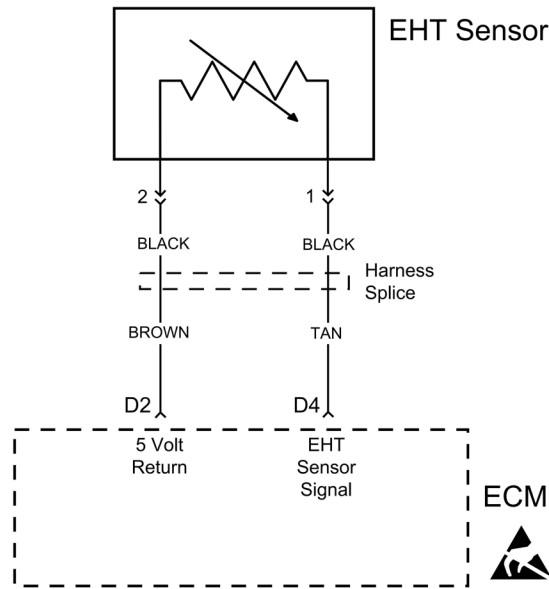 EHT Sensor
2
1
BLACK
BLACK
Harness
Splice
BROWN
TAN
D2
D4
5 Volt
Return
EHT
Sensor
Signal
ECM